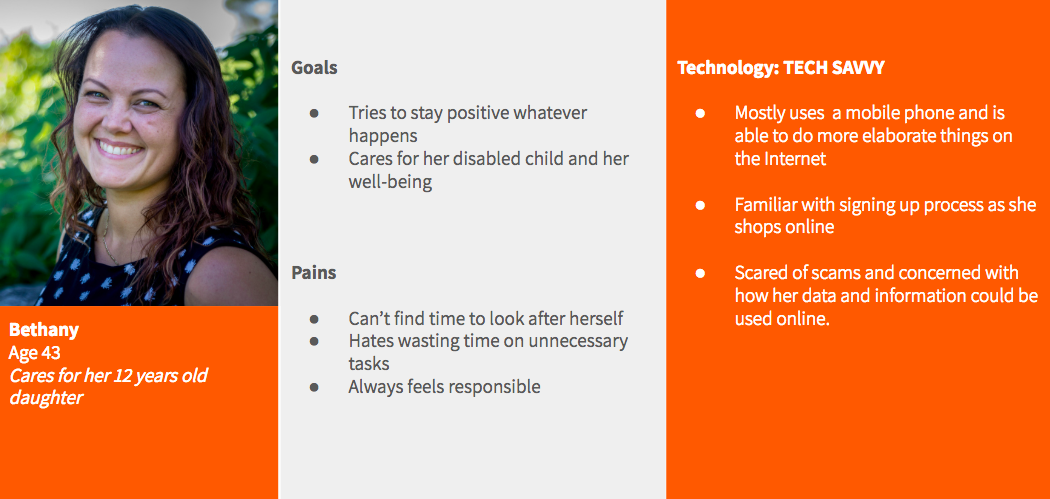 Bethany
Age 43
Cares for her 12 years old
daughter
Goals
● Tries to stay positive whatever
happens
● Cares for her disabled child and her
well-being
Pains
● Can’t find time to look after herself
● Hates wasting time on unnecessary
tasks
● Always feels responsible
Technology: TECH SAVVY
● Mostly uses  a mobile phone and is
able to do more elaborate things on
the Internet
● Familiar with signing up process as she
shops online
● Scared of scams and concerned with
how her data and information could be
used online.